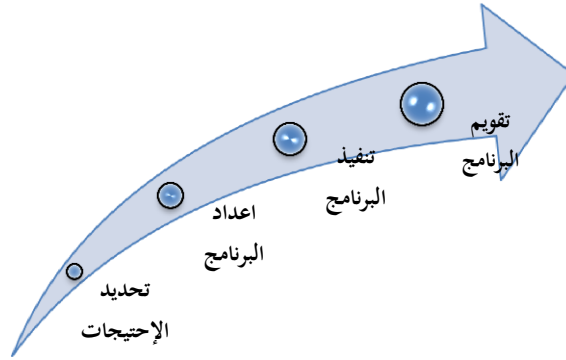 تحديد
الإحتيجات
اعداد
البرنامج
تنفيذ
البرنامج
تقويم
البرنامج